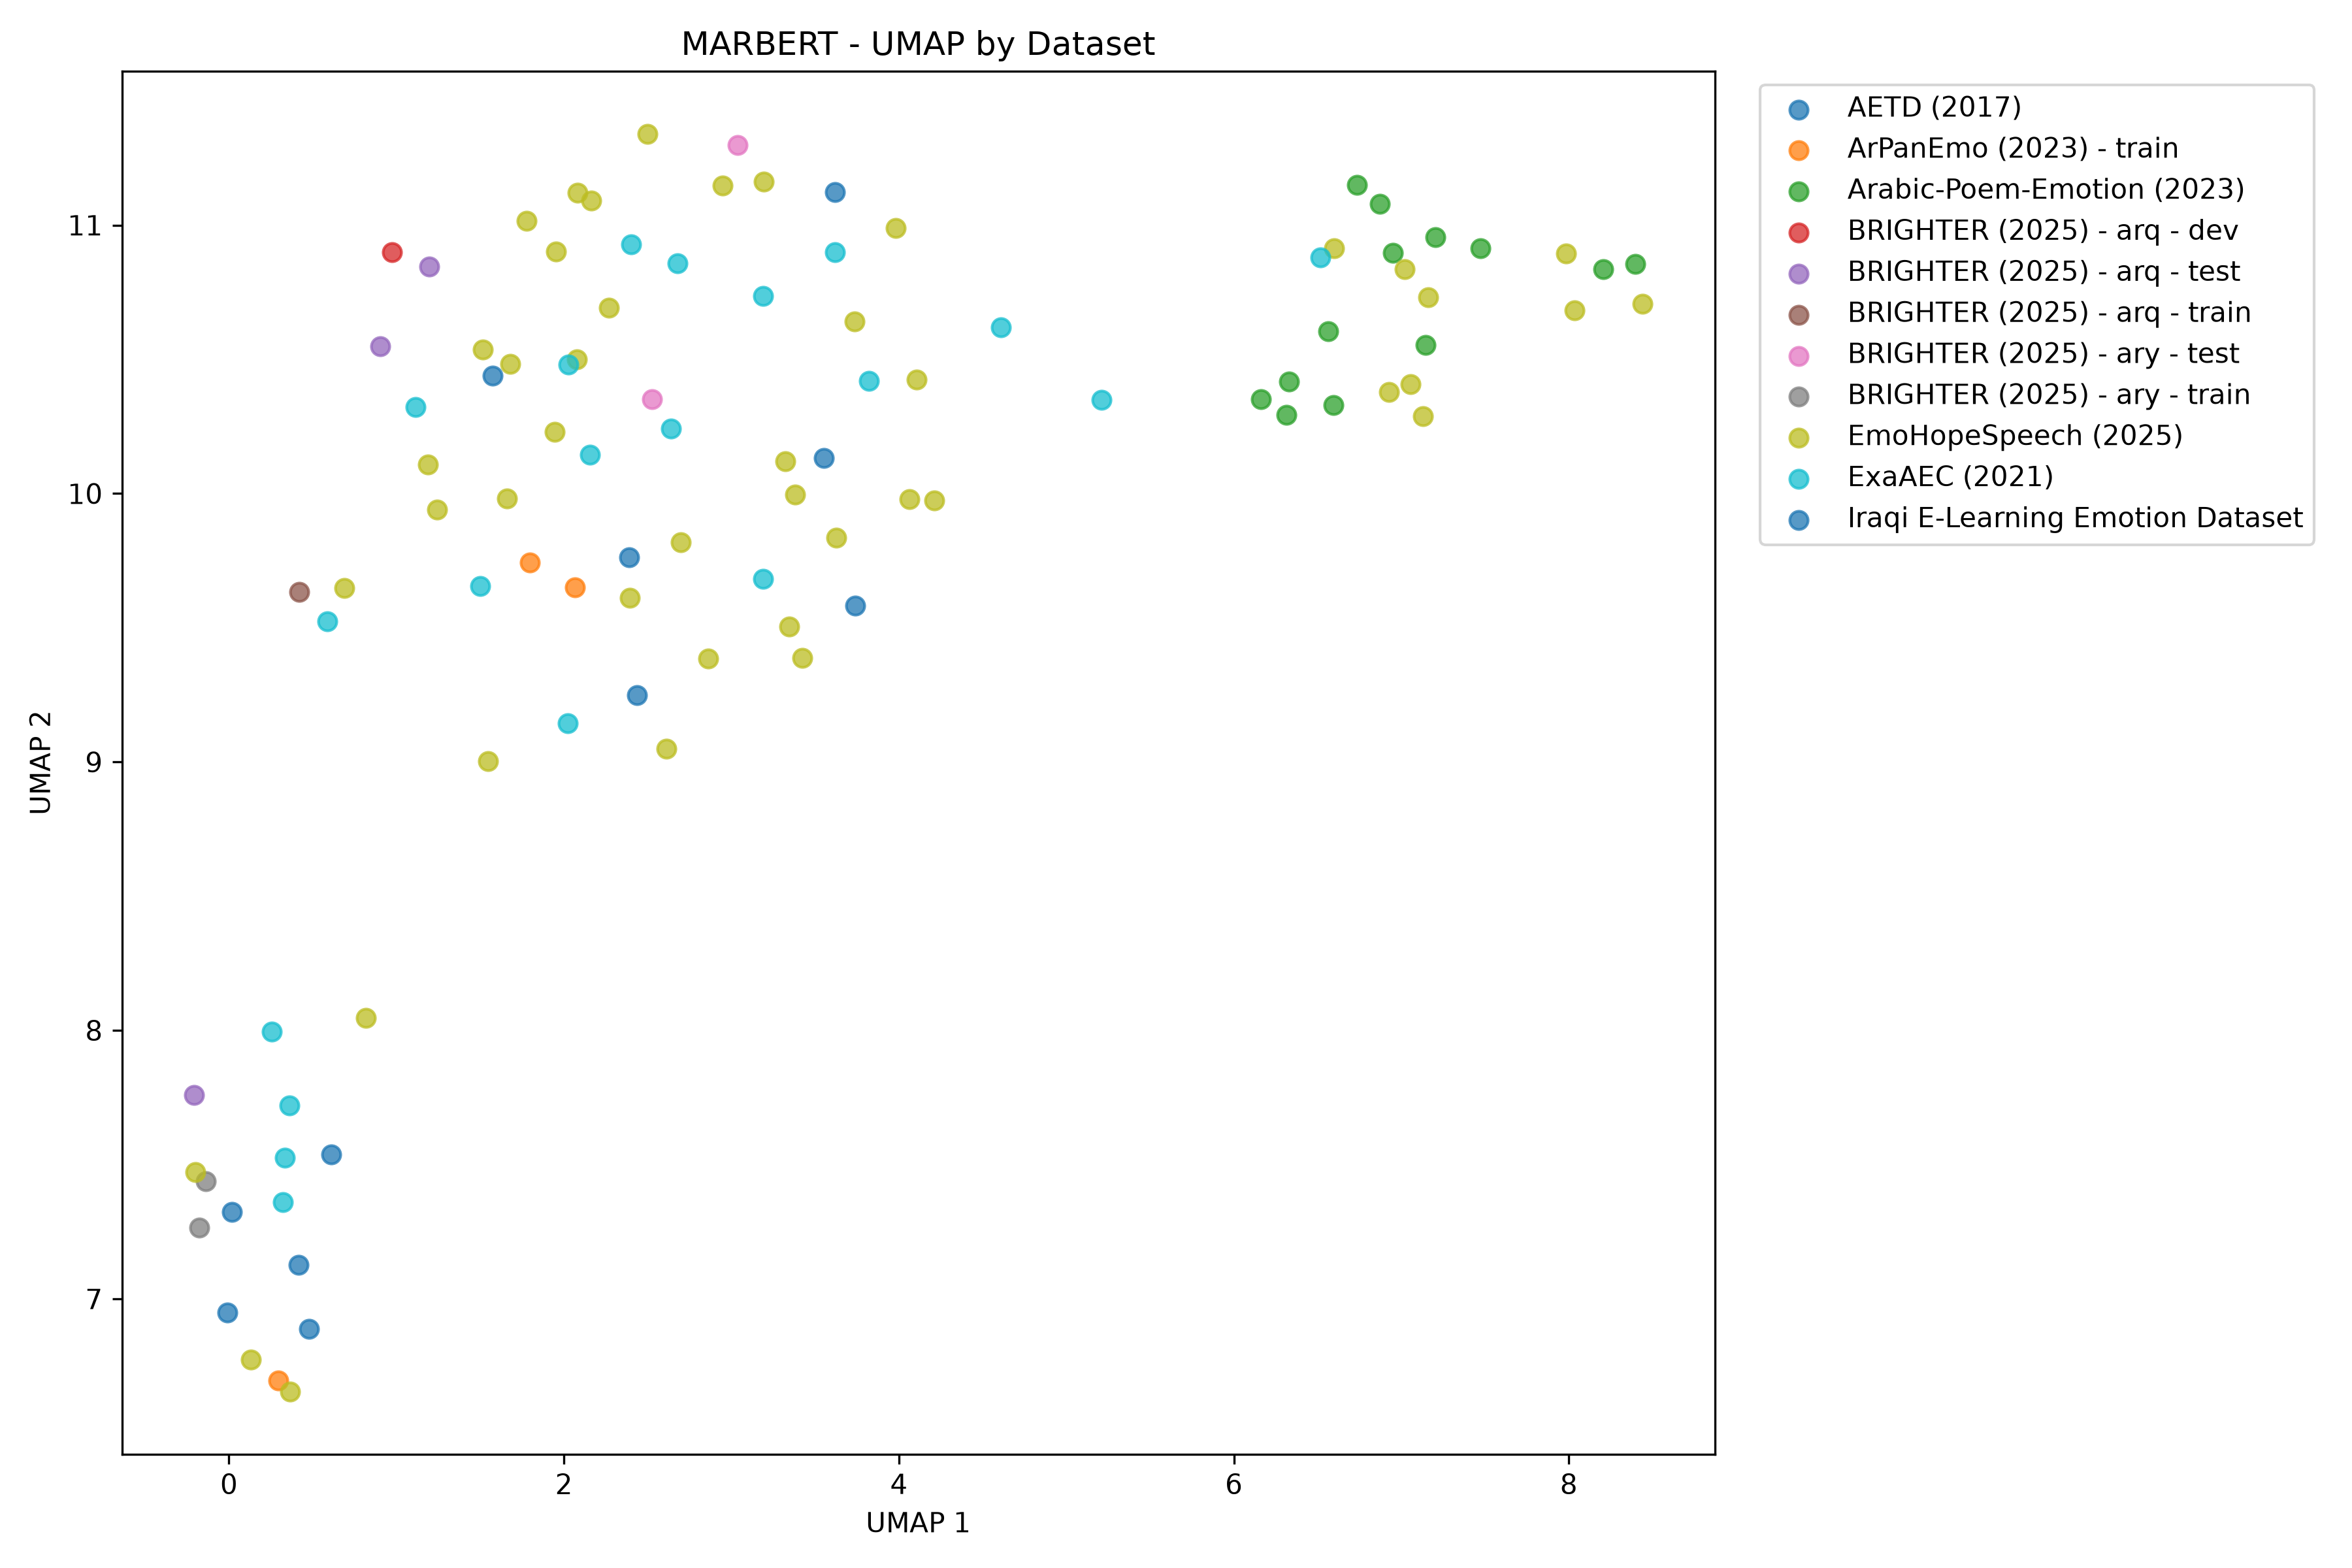 MARBERT - UMAP by Dataset
AETD (2017)
ArPanEmo (2023) - train
Arabic-Poem-Emotion (2023)
BRIGHTER (2025) - arq - dev
BRIGHTER (2025) - arq - test
BRIGHTER (2025) - arq - train
BRIGHTER (2025) - ary - test
BRIGHTER (2025) - ary - train
EmoHopeSpeech (2025)
ExaAEC (2021)
Iraqi E-Learning Emotion Dataset
UMAP 2
11
10
9
8
7
0 2 4 6 8
UMAP 1